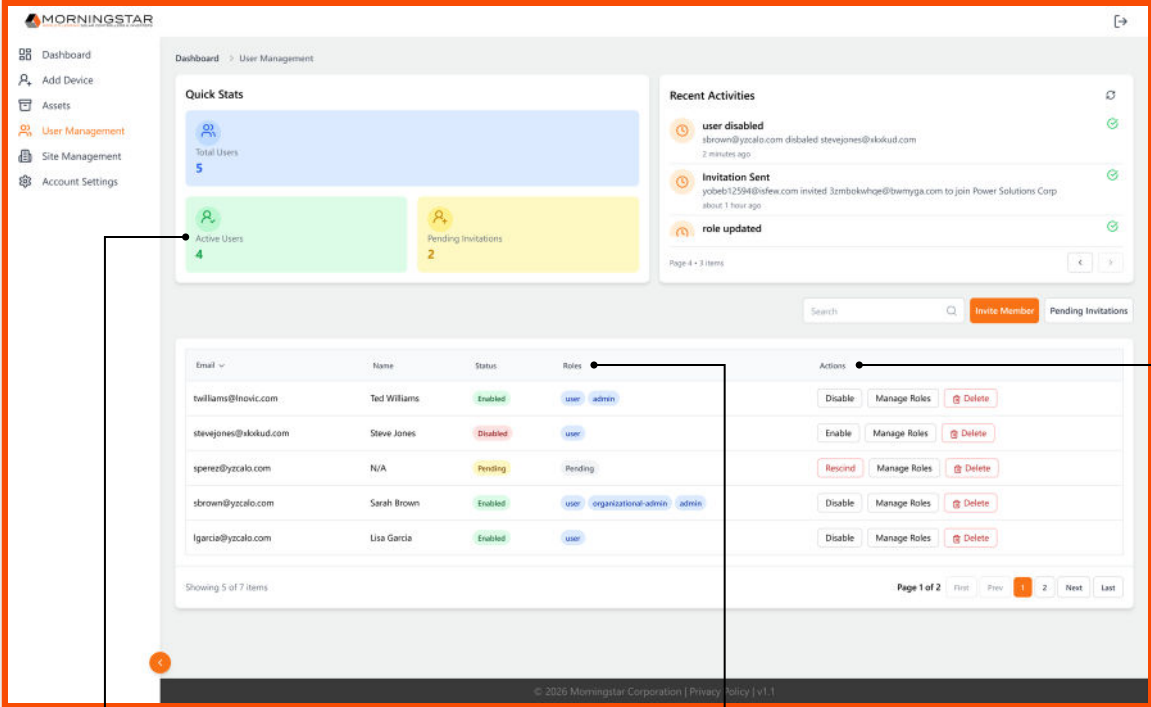 MORNINGSTAR
Dashboard
Add Device
Assets
User Management
Site Management
Account Settings
Dashboard > User Management
Quick Stats
Total Users
5
Active Users
4
Pending Invitations
2
Recent Activities
user disabled
sbrown@yzcalo.com disbaled stevejones@xkxkud.com
2 minutes ago
Invitation Sent
yobeb12594@isfew.com invited 3zmbokwhqe@bwmyga.com to join Power Solutions Corp
about 1 hour ago
role updated
Page 4 • 3 items
Search
Invite Member
Pending Invitations
Email Name Status Roles Actions
twilliams@lnovic.com Ted Williams Enabled user admin Disable Manage Roles Delete
stevejones@xkxkud.com Steve Jones Disabled user Enable Manage Roles Delete
sperez@yzcalo.com N/A Pending Pending Rescind Manage Roles Delete
sbrown@yzcalo.com Sarah Brown Enabled user organizational-admin admin Disable Manage Roles Delete
lgarcia@yzcalo.com Lisa Garcia Enabled user Disable Manage Roles Delete
Showing 5 of 7 items
Page 1 of 2 First Prev 1 2 Next Last
© 2026 Morningstar Corporation | Privacy Policy | v1.1